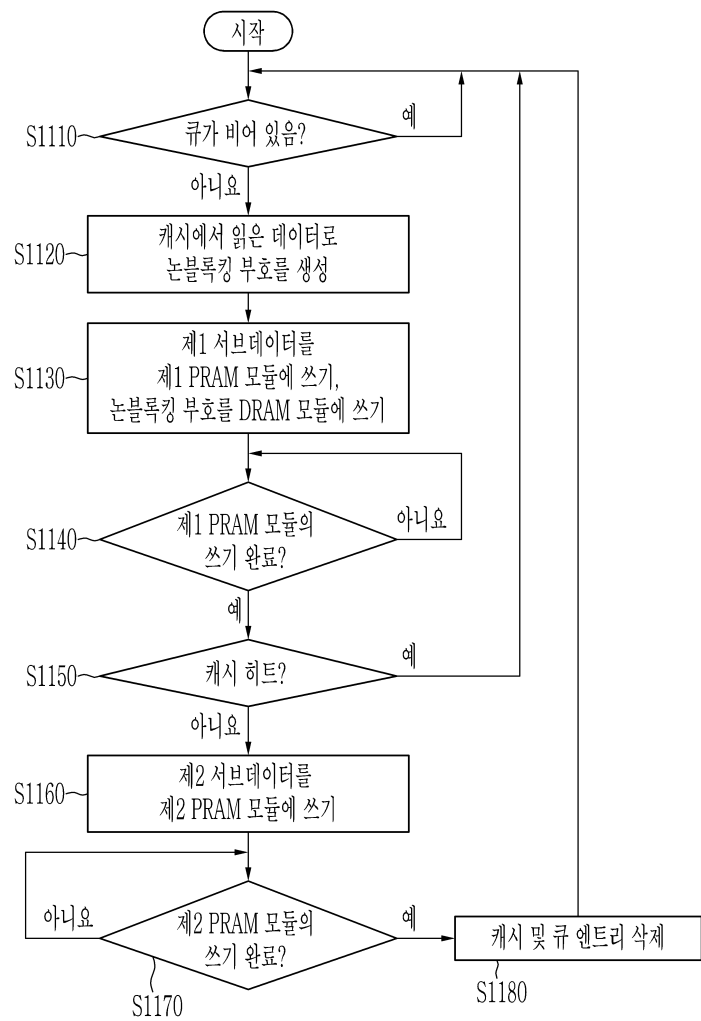 시작
S1110
큐가 비어 있음?
예
아니요
S1120
캐시에서 읽은 데이터로
논블록킹 부호를 생성
S1130
제1 서브데이터를
제1 PRAM 모듈에 쓰기,
논블록킹 부호를 DRAM 모듈에 쓰기
S1140
제1 PRAM 모듈의
쓰기 완료?
아니요
예
S1150
캐시 히트?
예
아니요
S1160
제2 서브데이터를
제2 PRAM 모듈에 쓰기
아니요
제2 PRAM 모듈의
쓰기 완료?
예
캐시 및 큐 엔트리 삭제
S1170
S1180